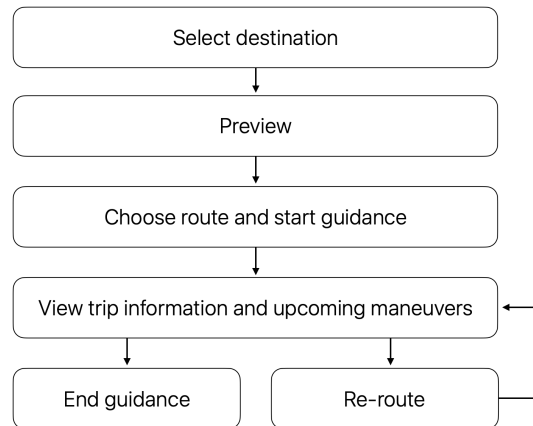 Select destination
Preview
Choose route and start guidance
View trip information and upcoming maneuvers
End guidance
Re-route